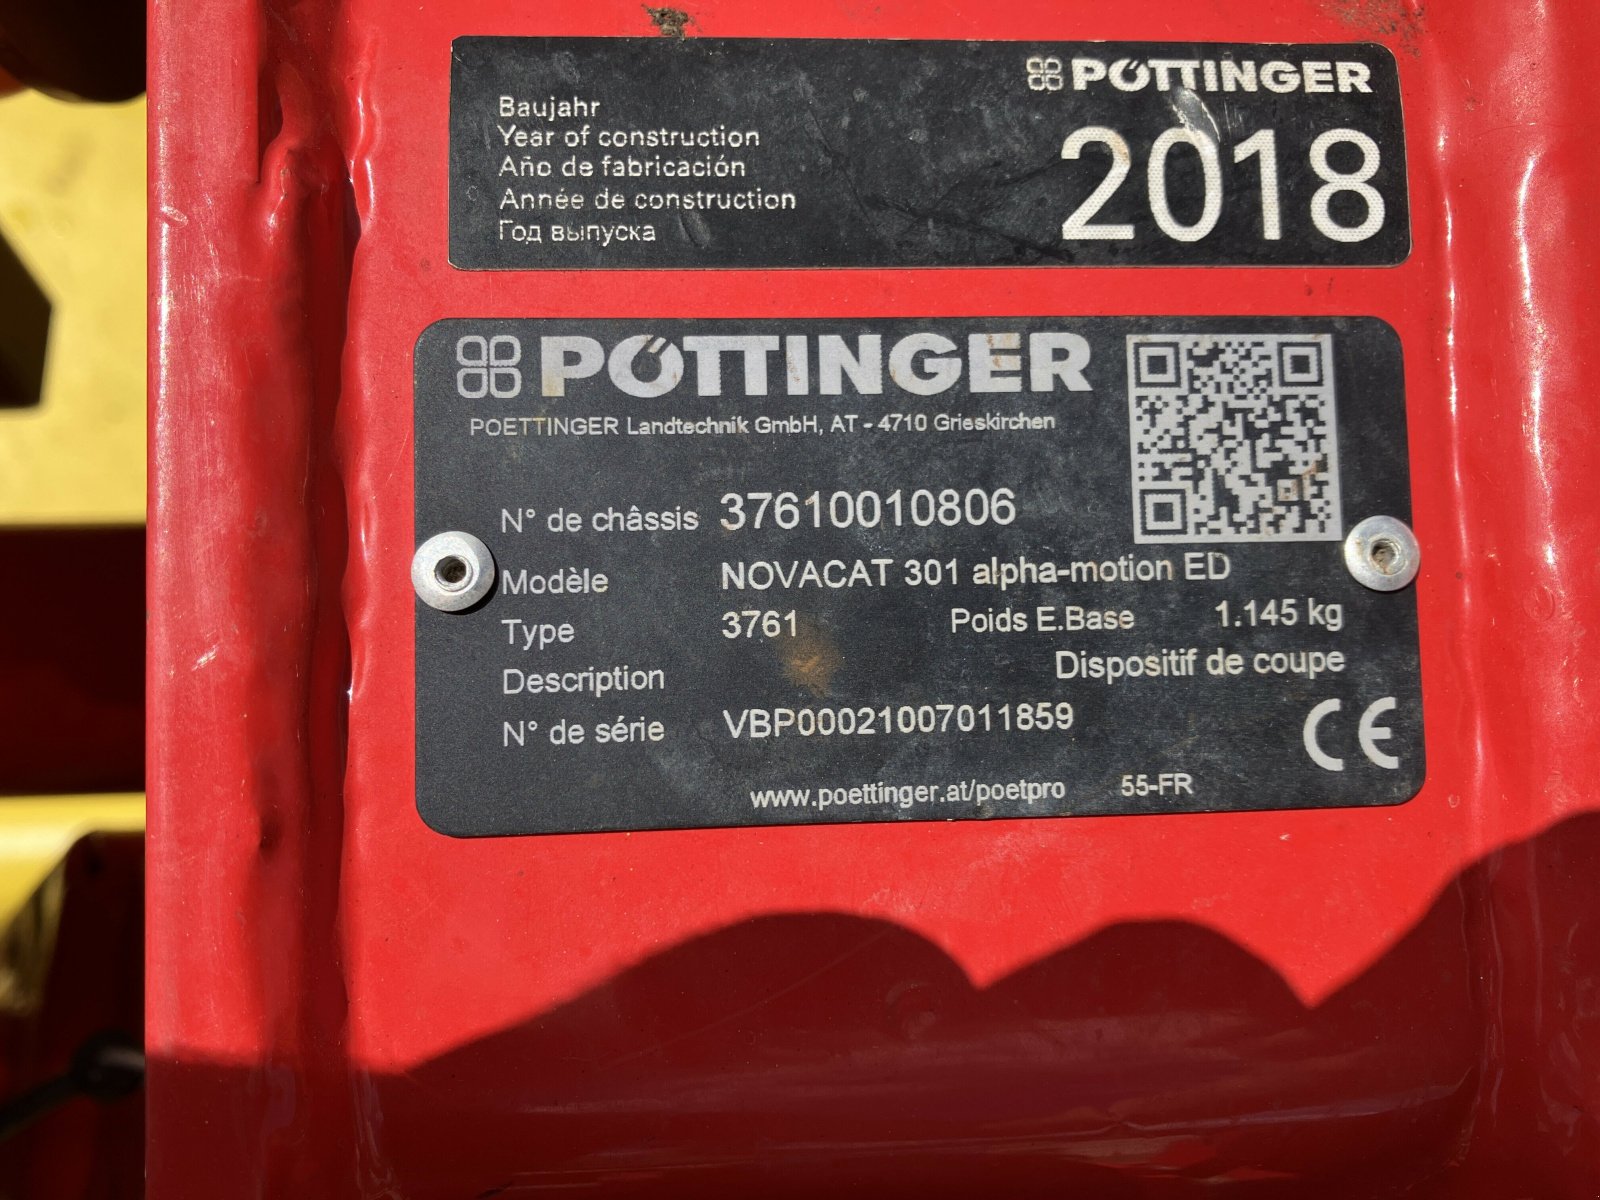 PÖTTINGER
Baujahr
Year of construction
Año de fabricación
Année de construction
Год выпуска
2018
PÖTTINGER
POETTINGER Landtechnik GmbH, AT - 4710 Grieskirchen
N° de châssis 37610010806
Modèle NOVACAT 301 alpha-motion ED
Type 3761 Poids E.Base 1.145 kg
Description Dispositif de coupe
N° de série VBP00021007011859
CE
www.poettinger.at/poetpro 55-FR